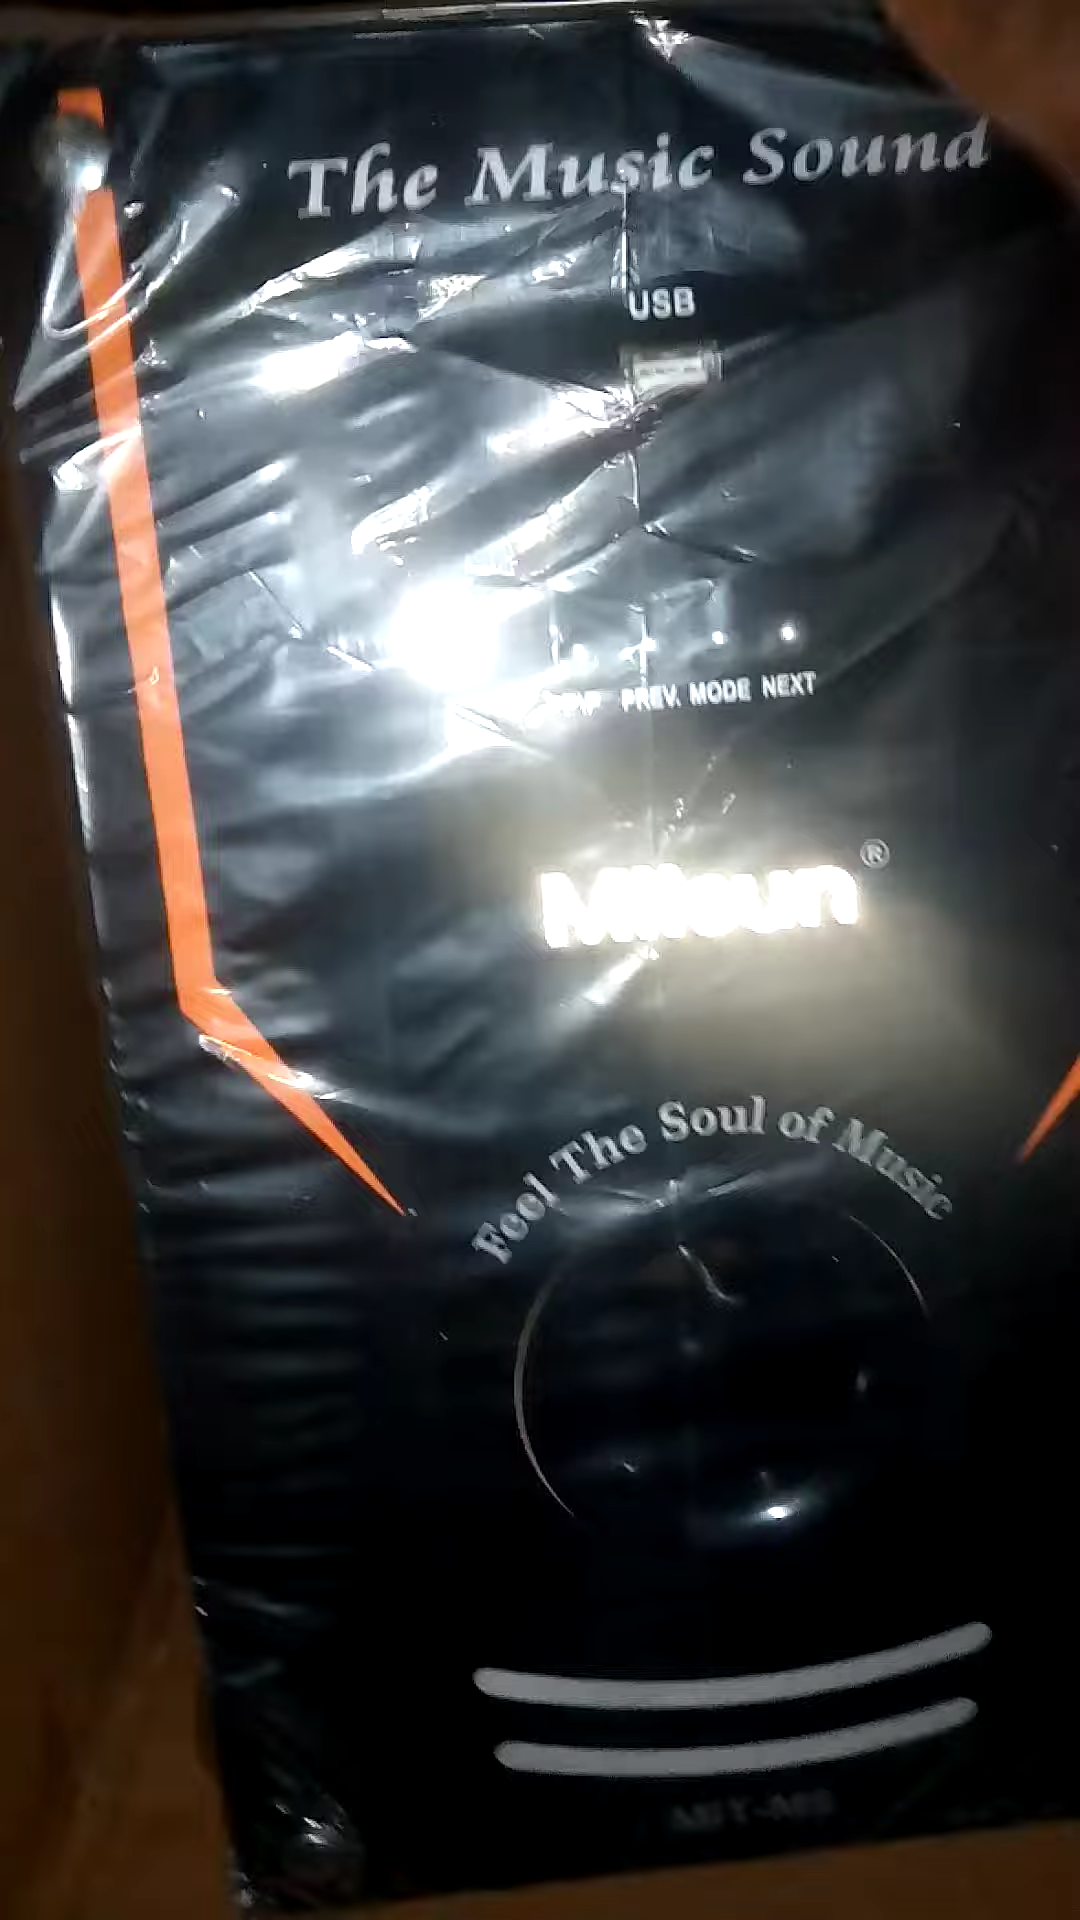 The Music Sound
USB
PREV. MODE NEXT
®
Feel The Soul of Music